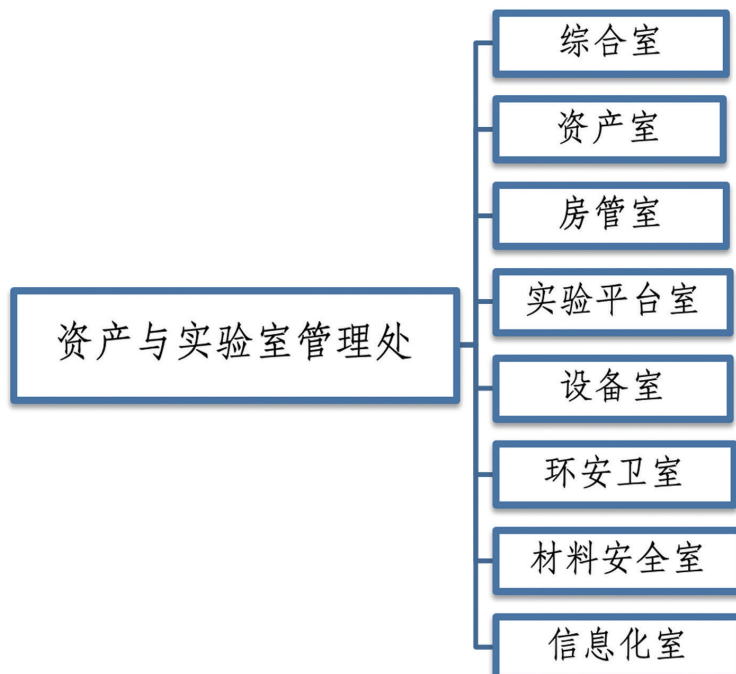 综合室
资产室
房管室
资产与实验室管理处
实验平台室
设备室
环安卫室
材料安全室
信息化室